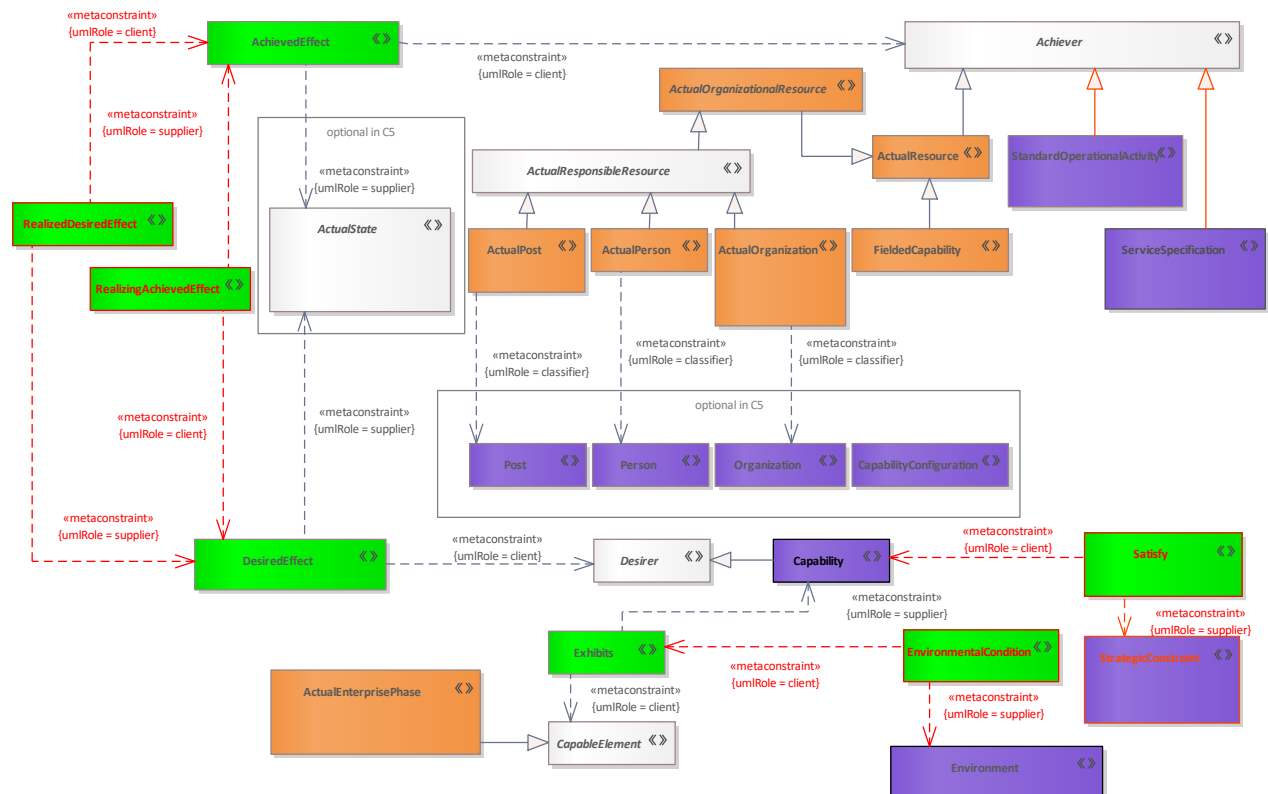 «metaconstraint»
{umlRole = client}
AchievedEffect
«metaconstraint»
{umlRole = client}
Achiever
«metaconstraint»
{umlRole = supplier}
ActualOrganizationalResource
optional in C5
ActualResource
StandardOperationalActivity
ActualResponsibleResource
«metaconstraint»
{umlRole = supplier}
RealizedDesiredEffect
ActualState
ActualPost
ActualPerson
ActualOrganization
FieldedCapability
ServiceSpecification
RealizingAchievedEffect
«metaconstraint»
{umlRole = classifier}
«metaconstraint»
{umlRole = classifier}
«metaconstraint»
{umlRole = classifier}
«metaconstraint»
{umlRole = client}
«metaconstraint»
{umlRole = supplier}
optional in C5
Post
Person
Organization
CapabilityConfiguration
«metaconstraint»
{umlRole = supplier}
DesiredEffect
«metaconstraint»
{umlRole = client}
Desirer
Capability
«metaconstraint»
{umlRole = client}
Satisfy
«metaconstraint»
{umlRole = supplier}
«metaconstraint»
{umlRole = supplier}
Exhibits
EnvironmentalCondition
StrategicConstraint
«metaconstraint»
{umlRole = client}
ActualEnterprisePhase
«metaconstraint»
{umlRole = client}
«metaconstraint»
{umlRole = supplier}
CapableElement
Environment